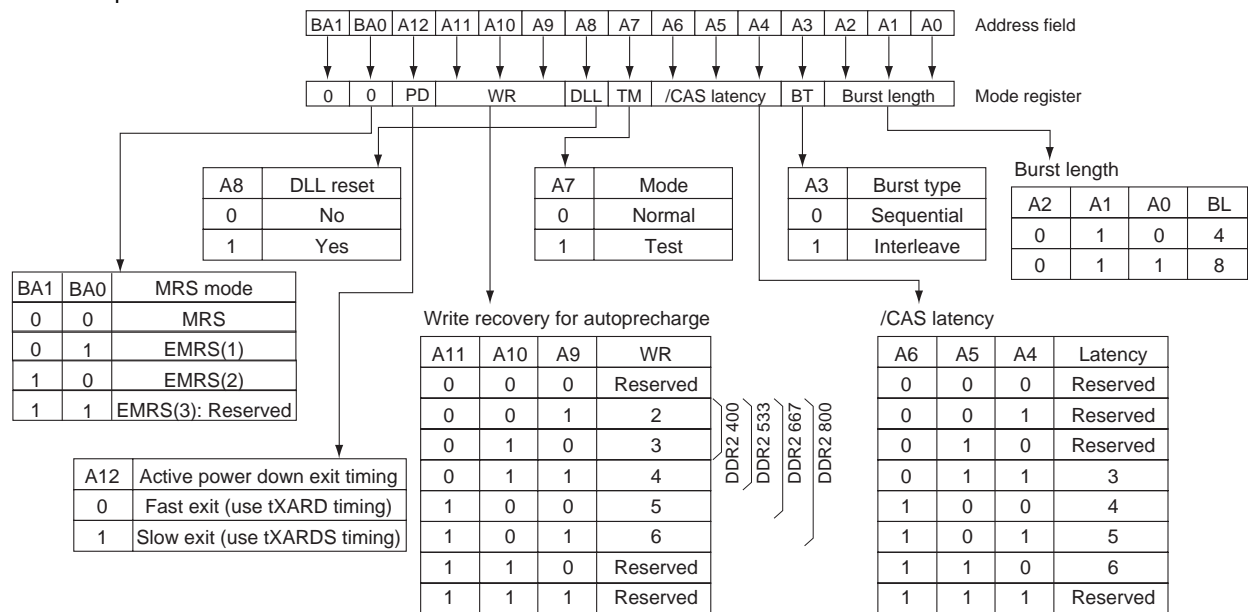 BA1 BA0 A12 A11 A10 A9 A8 A7 A6 A5 A4 A3 A2 A1 A0 Address field
0 0 PD WR DLL TM /CAS latency BT Burst length Mode register
A8 DLL reset
0 No
1 Yes
A7 Mode
0 Normal
1 Test
A3 Burst type
0 Sequential
1 Interleave
Burst length
A2 A1 A0 BL
0 1 0 4
0 1 1 8
BA1 BA0 MRS mode
0 0 MRS
0 1 EMRS(1)
1 0 EMRS(2)
1 1 EMRS(3): Reserved
A12 Active power down exit timing
0 Fast exit (use tXARD timing)
1 Slow exit (use tXARDS timing)
Write recovery for autoprecharge
A11 A10 A9 WR
0 0 0 Reserved
0 0 1 2
0 1 0 3
0 1 1 4
1 0 0 5
1 0 1 6
1 1 0 Reserved
1 1 1 Reserved
DDR2 400
DDR2 533
DDR2 667
DDR2 800
/CAS latency
A6 A5 A4 Latency
0 0 0 Reserved
0 0 1 Reserved
0 1 0 Reserved
0 1 1 3
1 0 0 4
1 0 1 5
1 1 0 6
1 1 1 Reserved